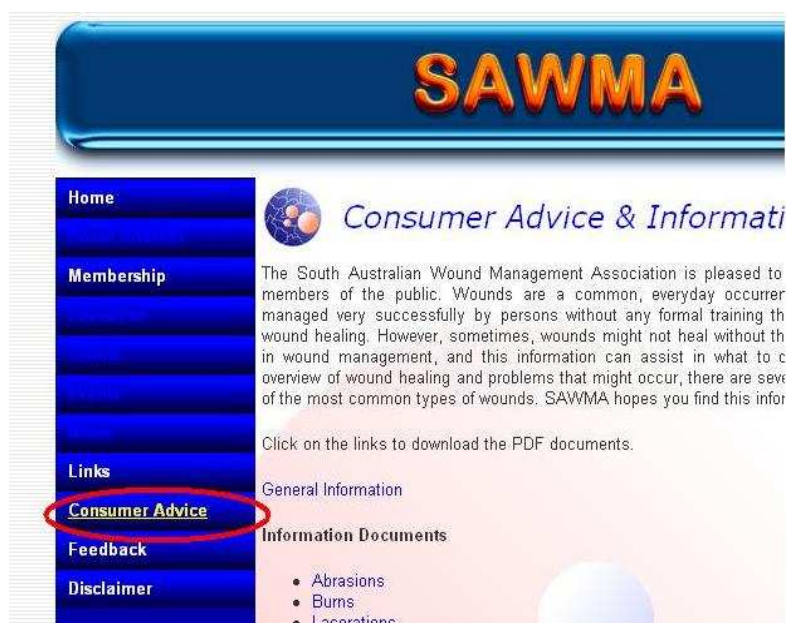 SAWMA
Home
Membership
Links
Consumer Advice
Feedback
Disclaimer
Consumer Advice & Informati
The South Australian Wound Management Association is pleased to
members of the public. Wounds are a common, everyday occurrer
managed very successfully by persons without any formal training th
wound healing. However, sometimes, wounds might not heal without th
in wound management, and this information can assist in what to c
overview of wound healing and problems that might occur, there are seve
of the most common types of wounds. SAWMA hopes you find this infor
Click on the links to download the PDF documents.
General Information
Information Documents
Abrasions
Burns
Lacerations